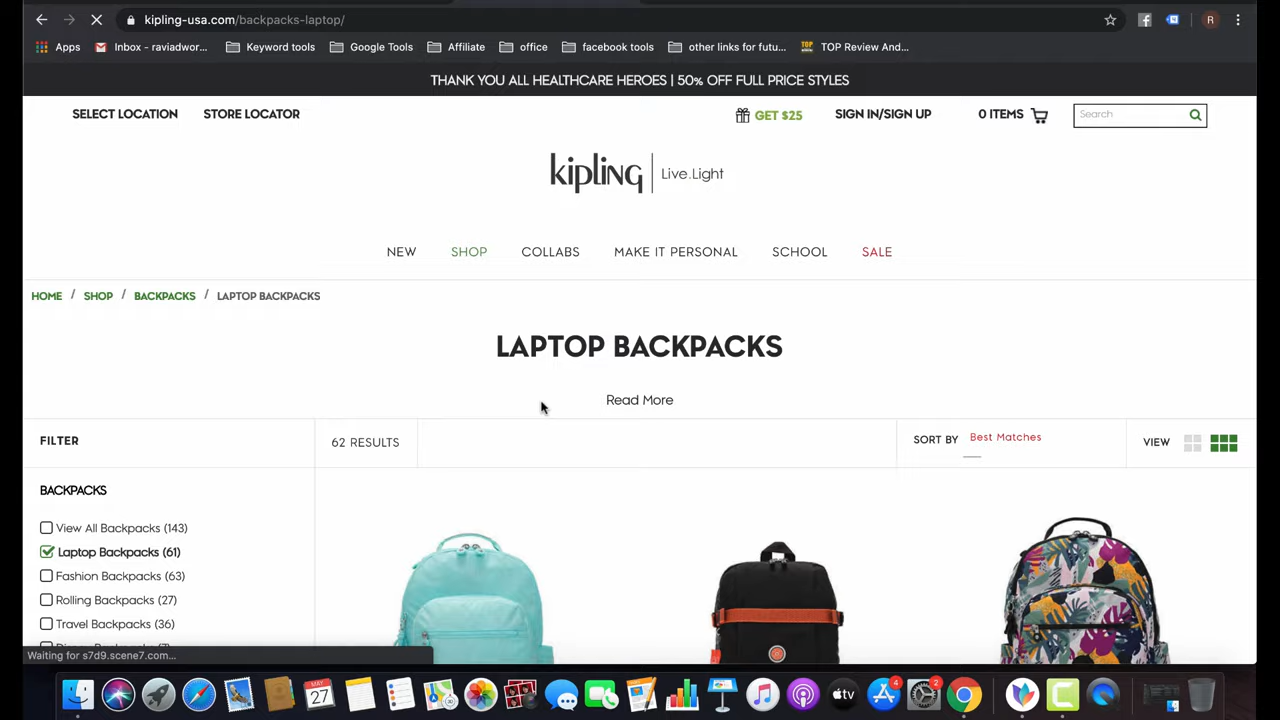 kipling-usa.com/backpacks-laptop/
R
Apps Inbox - raviadwor... Keyword tools Google Tools Affiliate office facebook tools other links for futu... TOP Review And...
THANK YOU ALL HEALTHCARE HEROES | 50% OFF FULL PRICE STYLES
SELECT LOCATION STORE LOCATOR GET $25 SIGN IN/SIGN UP 0 ITEMS Search
kipling | Live.Light
NEW SHOP COLLABS MAKE IT PERSONAL SCHOOL SALE
HOME / SHOP / BACKPACKS / LAPTOP BACKPACKS
LAPTOP BACKPACKS
Read More
FILTER 62 RESULTS SORT BY Best Matches VIEW
BACKPACKS
View All Backpacks (143)
Laptop Backpacks (61)
Fashion Backpacks (63)
Rolling Backpacks (27)
Travel Backpacks (36)
Waiting for s7d9.scene7.com...
MAY
27
tv
4
2